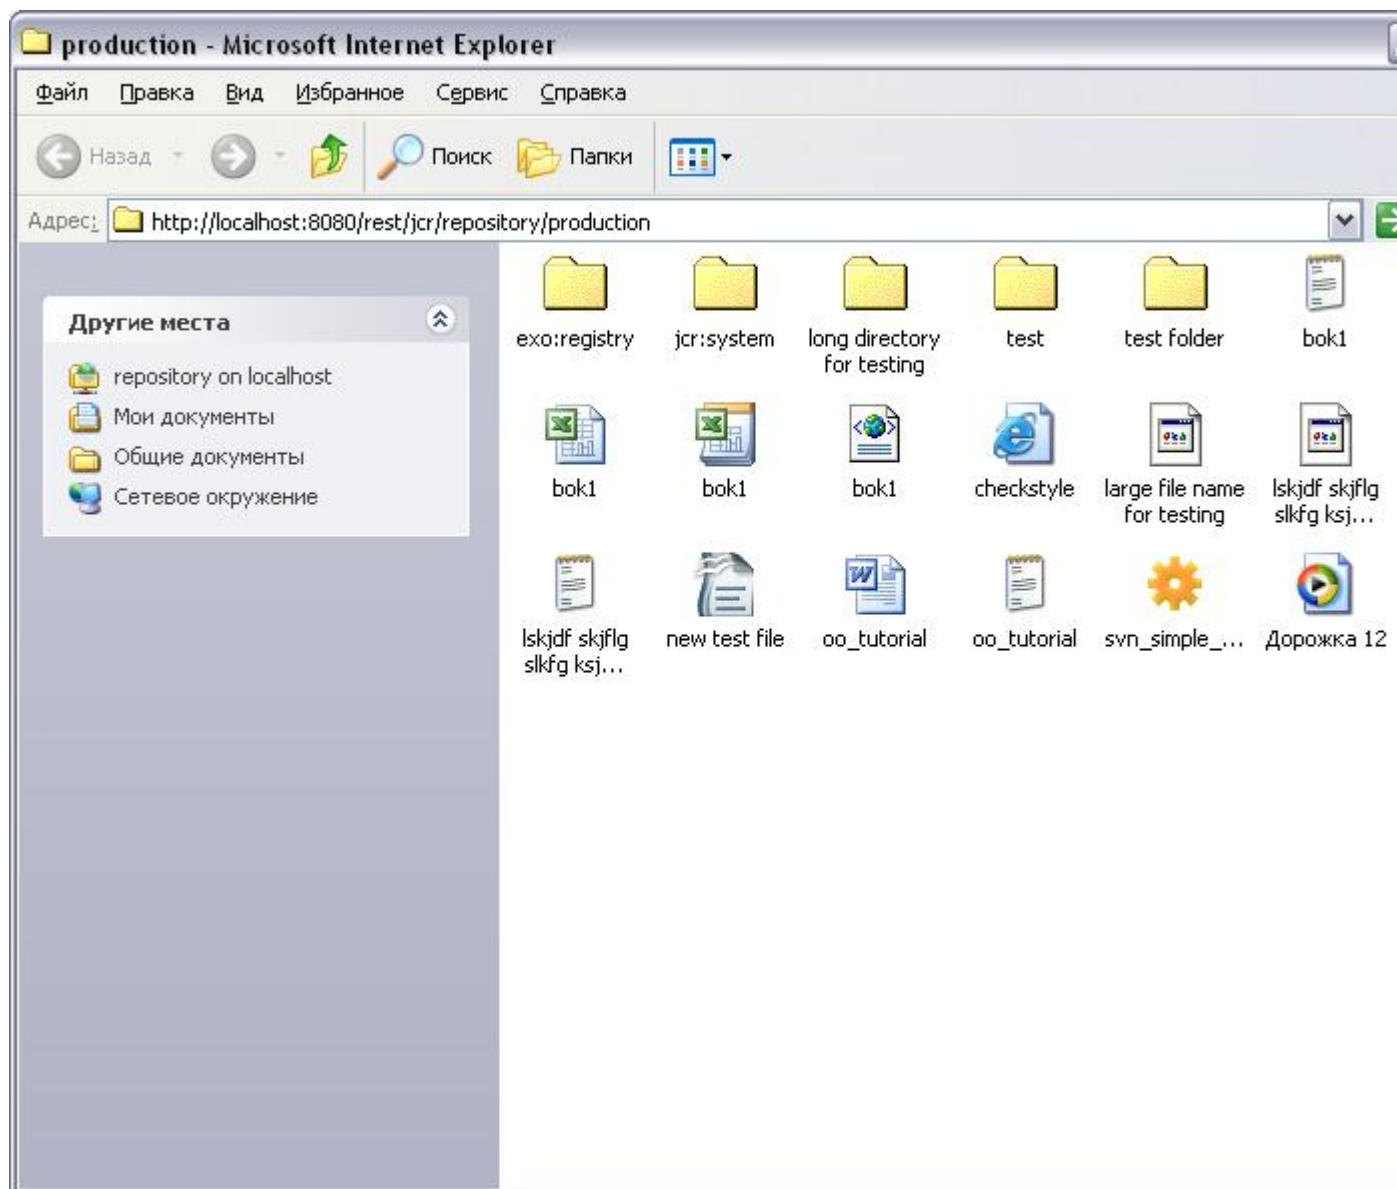 production - Microsoft Internet Explorer
Файл Правка Вид Избранное Сервис Справка
Назад Поиск Папки
Адрес: http://localhost:8080/rest/jcr/repository/production
Другие места
repository on localhost
Мои документы
Общие документы
Сетевое окружение
exo:registry
jcr:system
long directory
for testing
test
test folder
bok1
bok1
bok1
bok1
checkstyle
large file name
for testing
lskjdf skjflg
slkfg ksj...
lskjdf skjflg
slkfg ksj...
new test file
oo_tutorial
oo_tutorial
svn_simple_...
Дорожка 12